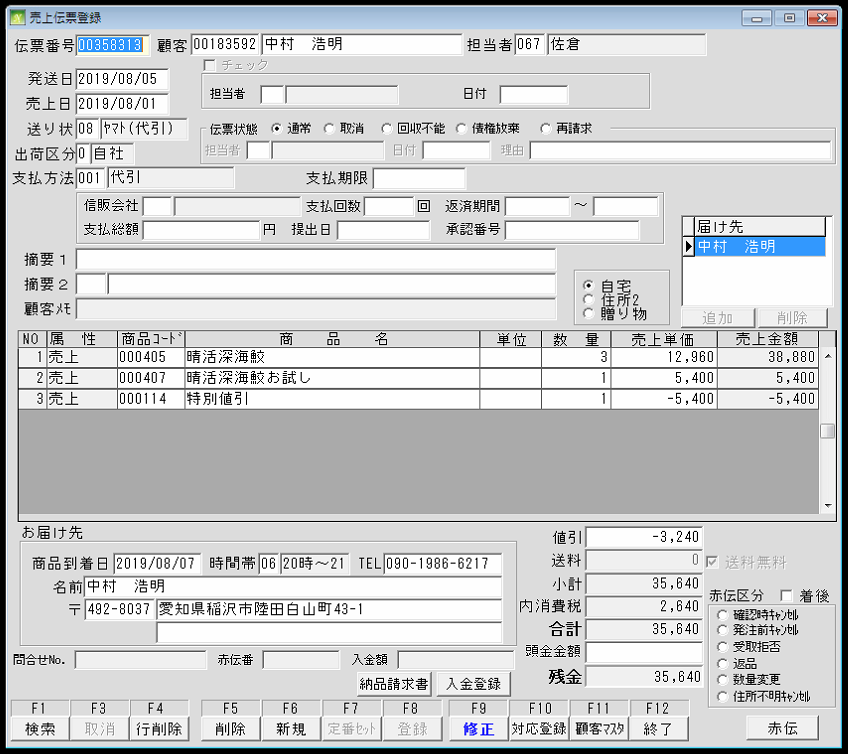 売上伝票登録
伝票番号 00358313 顧客 00183592 中村 浩明 担当者 067 佐倉
チェック
発送日 2019/08/05
担当者 日付
売上日 2019/08/01
送り状 08 ﾔﾏﾄ(代引) 伝票状態 通常 取消 回収不能 債権放棄 再請求
出荷区分 0 自社 担当者 日付 理由
支払方法 001 代引 支払期限
信販会社 支払回数 回 返済期間 ～
支払総額 円 提出日 承認番号
届け先
中村 浩明
追加 削除
摘要1
摘要2
顧客ﾒﾓ
自宅
住所2
贈り物
NO 属 性 商品ｺｰﾄﾞ 商 品 名 単位 数 量 売上単価 売上金額
1 売上 000405 晴活深海鮫 3 12,960 38,880
2 売上 000407 晴活深海鮫お試し 1 5,400 5,400
3 売上 000114 特別値引 1 -5,400 -5,400
お届け先
商品到着日 2019/08/07 時間帯 06 20時～21 TEL 090-1986-6217
名前 中村 浩明
〒 492-8037 愛知県稲沢市陸田白山町43-1
問合せNo. 赤伝番 入金額
納品請求書 入金登録
値引 -3,240
送料 0 送料無料
小計 35,640
内消費税 2,640
合計 35,640
頭金金額
残金 35,640
赤伝区分 着後
確認時ｷｬﾝｾﾙ
発注前ｷｬﾝｾﾙ
受取拒否
返品
数量変更
住所不明ｷｬﾝｾﾙ
F1 F3 F4 F5 F6 F7 F8 F9 F10 F11 F12
検索 取消 行削除 削除 新規 定番ｾｯﾄ 登録 修正 対応登録 顧客ﾏｽﾀ 終了 赤伝